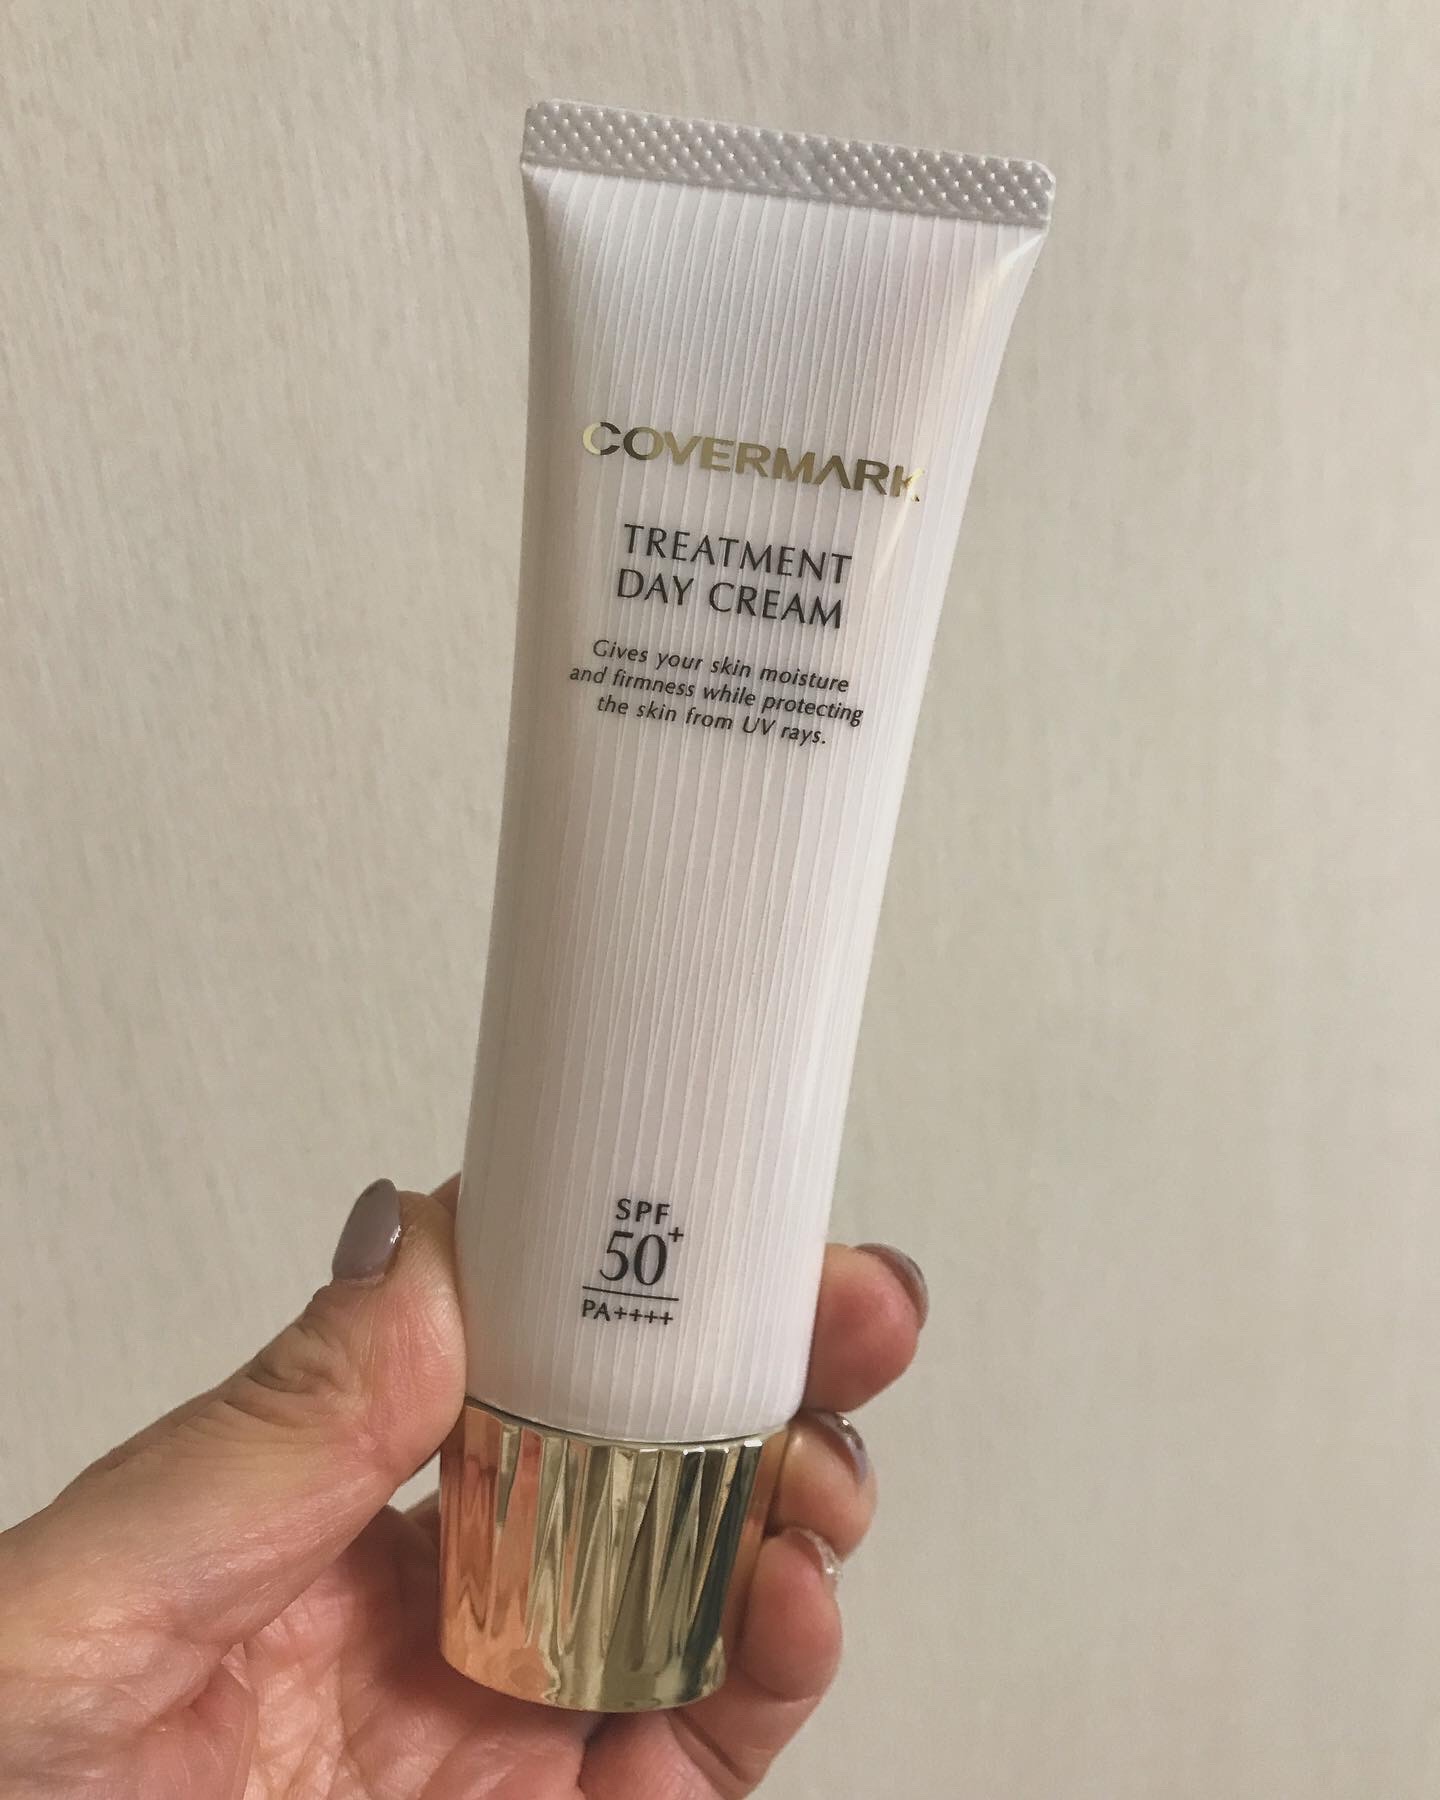 COVERMARK
TREATMENT
DAY CREAM
Gives your skin moisture
and firmness while protecting
the skin from UV rays.
SPF
50+
PA++++